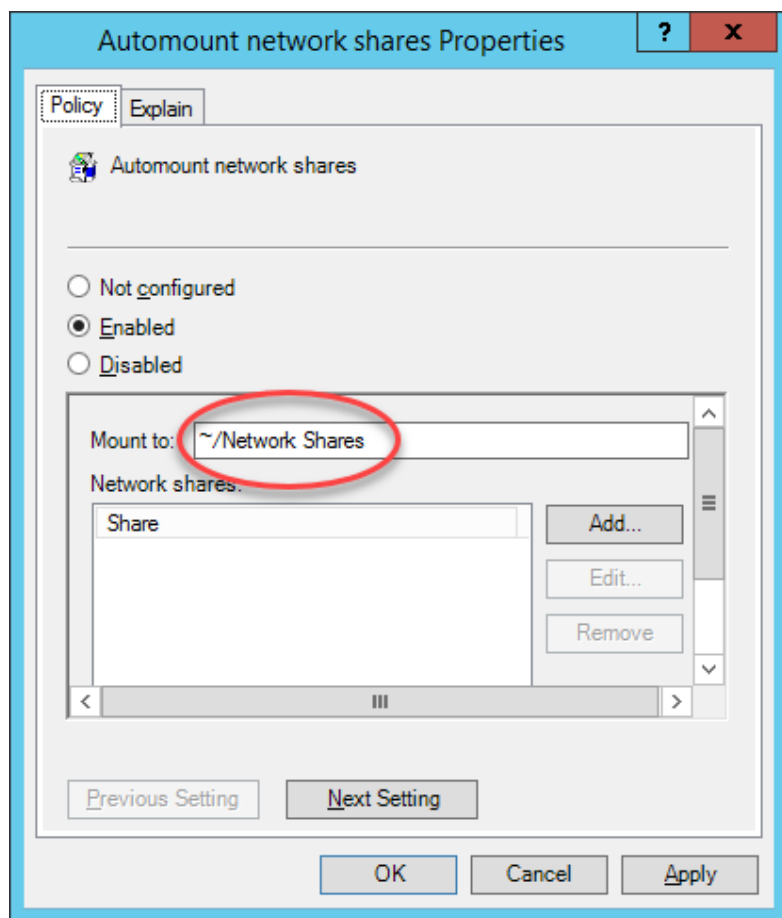 Automount network shares Properties
? x
Policy Explain
Automount network shares
Not configured
Enabled
Disabled
Mount to: ~/Network Shares
Network shares:
Share
Add...
Edit...
Remove
Previous Setting Next Setting
OK Cancel Apply